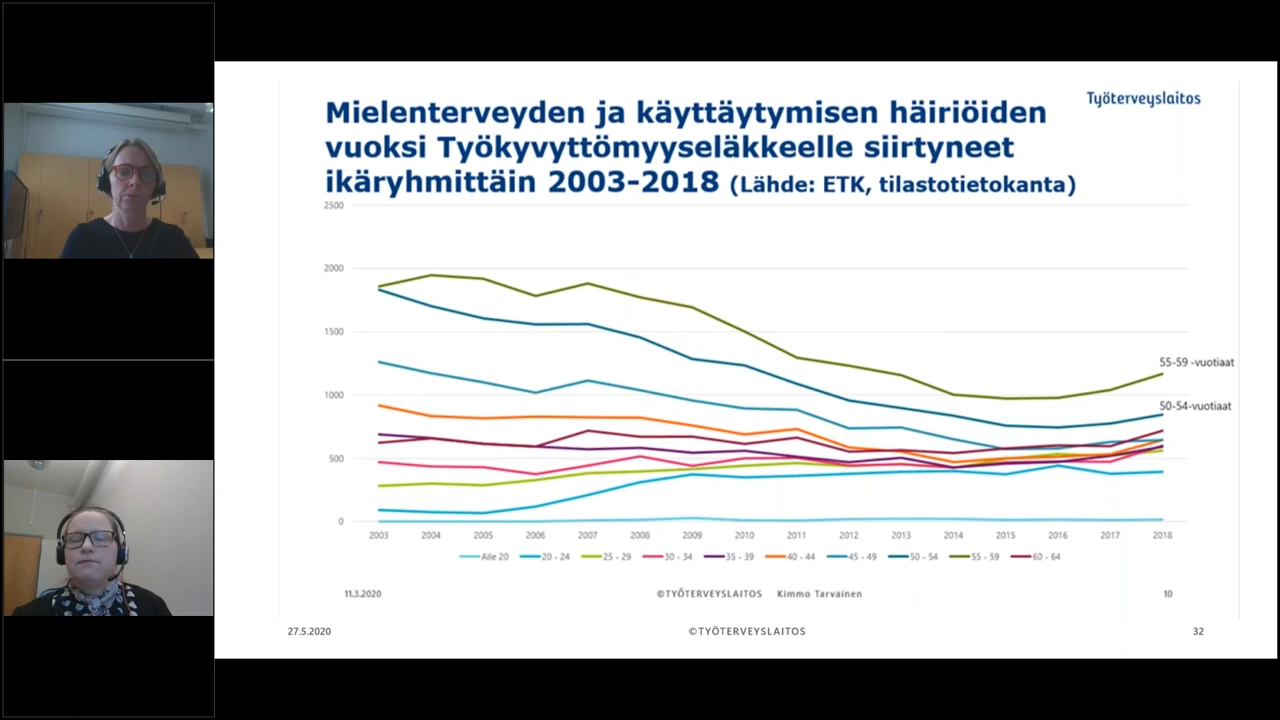 Työterveyslaitos
Mielenterveyden ja käyttäytymisen häiriöiden
vuoksi Työkyvyttömyyseläkkeelle siirtyneet
ikäryhmittäin 2003-2018 (Lähde: ETK, tilastotietokanta)
2500
2000
1500
1000
500
0
55-59 -vuotiaat
50-54-vuotiaat
2003 2004 2005 2006 2007 2008 2009 2010 2011 2012 2013 2014 2015 2016 2017 2018
Alle 20 20 - 24 25 - 29 30 - 34 35 - 39 40 - 44 45 - 49 50 - 54 55 - 59 60 - 64
11.3.2020 ©TYÖTERVEYSLAITOS Kimmo Tarvainen 10
27.5.2020 ©TYÖTERVEYSLAITOS 32